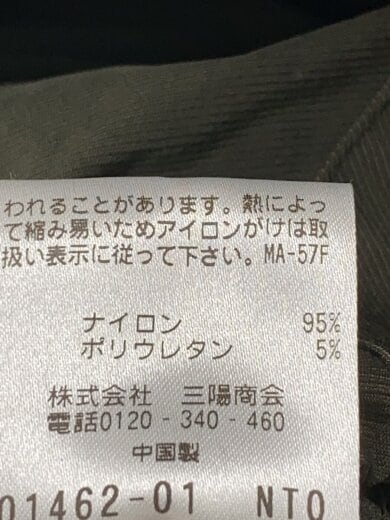 われることがあります。熱によっ
て縮み易いためアイロンがけは取
扱い表示に従って下さい。MA-57F
ナイロン 95%
ポリウレタン 5%
株式会社 三陽商会
電話0120 - 340 - 460
中国製
01462-01 NTO